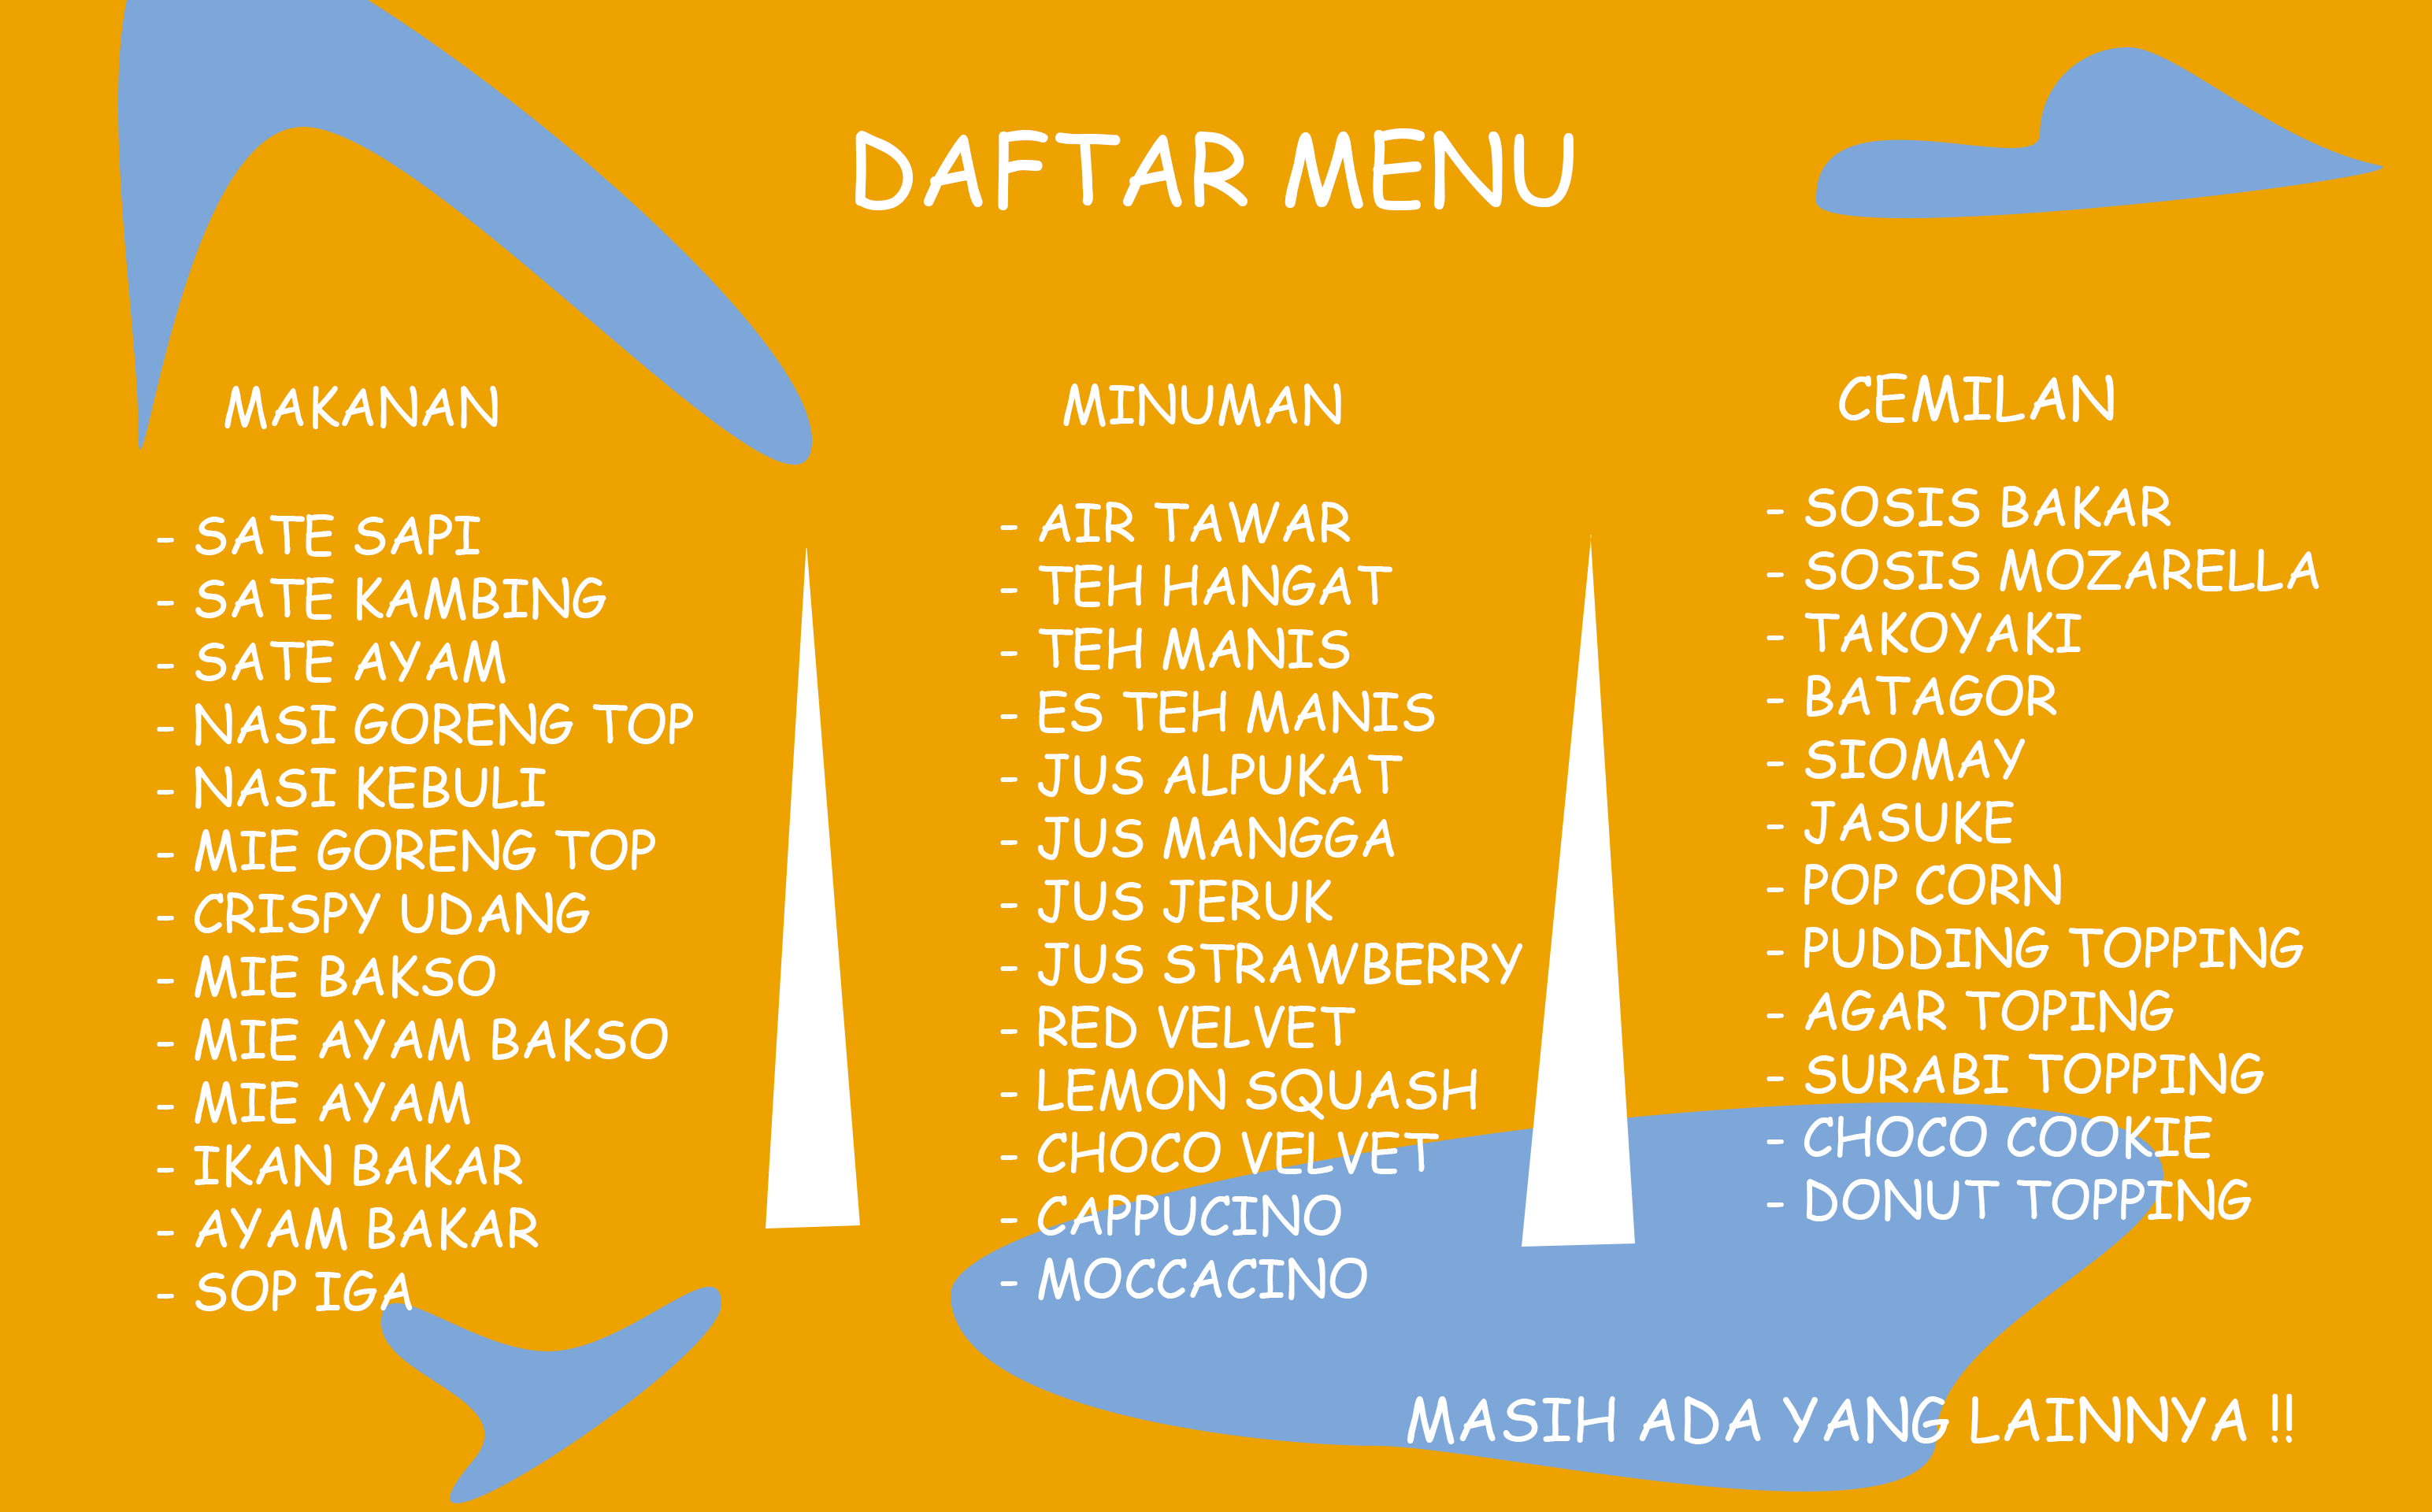 DAFTAR MENU
MAKANAN
- SATE SAPI
- SATE KAMBING
- SATE AYAM
- NASI GORENG TOP
- NASI KEBULI
- MIE GORENG TOP
- CRISPY UDANG
- MIE BAKSO
- MIE AYAM BAKSO
- MIE AYAM
- IKAN BAKAR
- AYAM BAKAR
- SOP IGA
MINUMAN
- AIR TAWAR
- TEH HANGAT
- TEH MANIS
- ES TEH MANIS
- JUS ALPUKAT
- JUS MANGGA
- JUS JERUK
- JUS STRAWBERRY
- RED VELVET
- LEMON SQUASH
- CHOCO VELVET
- CAPPUCINO
- MOCCACINO
CEMILAN
- SOSIS BAKAR
- SOSIS MOZARELLA
- TAKOYAKI
- BATAGOR
- SIOMAY
- JASUKE
- POP CORN
- PUDDING TOPPING
- AGAR TOPING
- SURABI TOPPING
- CHOCO COOKIE
- DONUT TOPPING
MASIH ADA YANG LAINNYA !!